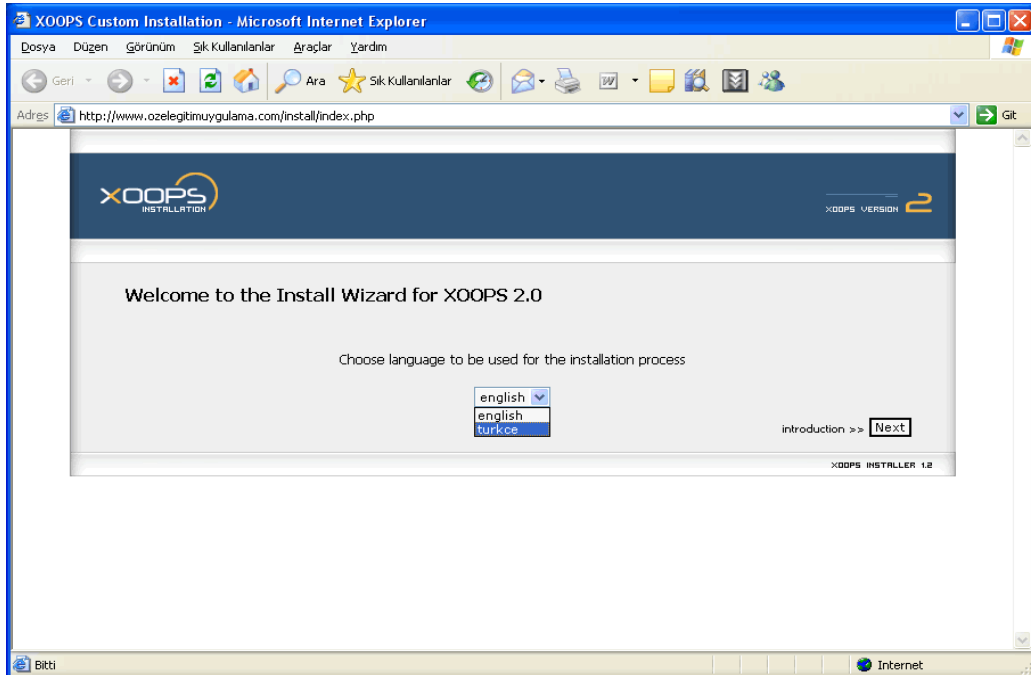 XOOPS Custom Installation - Microsoft Internet Explorer
Dosya Düzen Görünüm Sık Kullanılanlar Araçlar Yardım
Geri Ara Sık Kullanılanlar
Adres http://www.ozelegitimuygulama.com/install/index.php Git
XOOPS
INSTALLATION
XOOPS VERSION 2
Welcome to the Install Wizard for XOOPS 2.0
Choose language to be used for the installation process
english
english
turkce
introduction >> Next
XOOPS INSTALLER 1.2
Bitti Internet